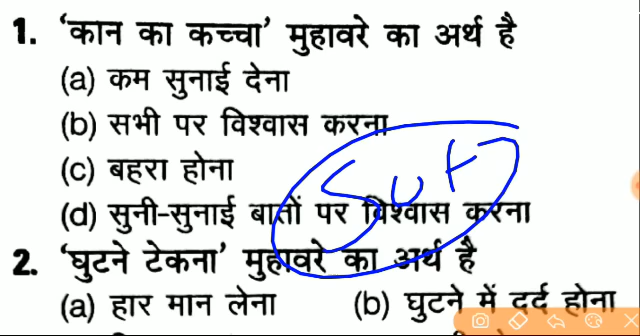 1. ‘कान का कच्चा’ मुहावरे का अर्थ है
(a) कम सुनाई देना
(b) सभी पर विश्वास करना
(c) बहरा होना
(d) सुनी-सुनाई बातों पर विश्वास करना
2. ‘घुटने टेकना’ मुहावरे का अर्थ है
(a) हार मान लेना (b) घुटने में दर्द होना